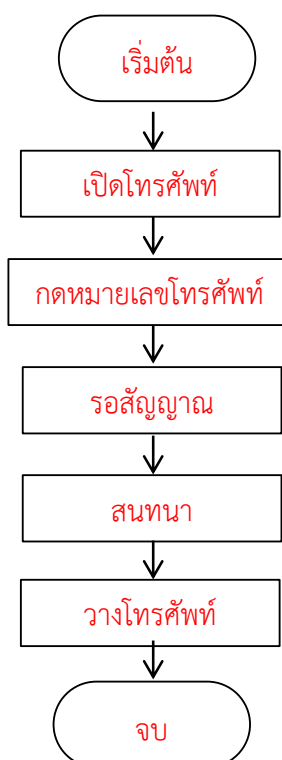 เริ่มต้น
เปิดโทรศัพท์
กดหมายเลขโทรศัพท์
รอสัญญาณ
สนทนา
วางโทรศัพท์
จบ